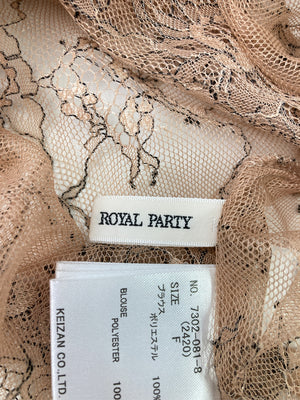 ROYAL PARTY
NO. 7302-081-8
(2420)
SIZE F
ブラウス
ポリエステル 100%
BLOUSE
POLYESTER 100
KEIZAN CO.,LTD.